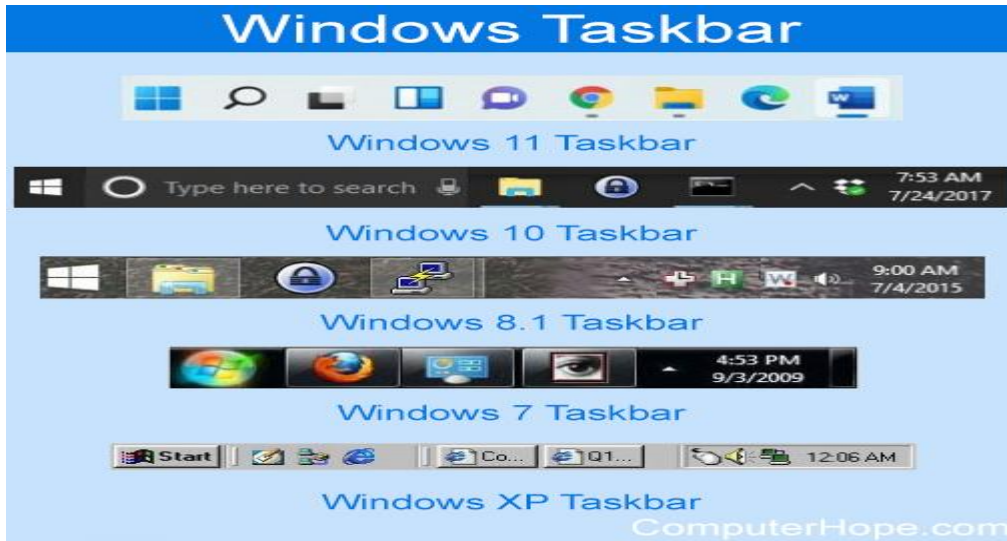 Windows Taskbar
W
Windows 11 Taskbar
Type here to search
7:53 AM
7/24/2017
Windows 10 Taskbar
H
W
9:00 AM
7/4/2015
Windows 8.1 Taskbar
4:53 PM
9/3/2009
Windows 7 Taskbar
Start
Co...
Q1...
12:06 AM
Windows XP Taskbar
ComputerHope.com